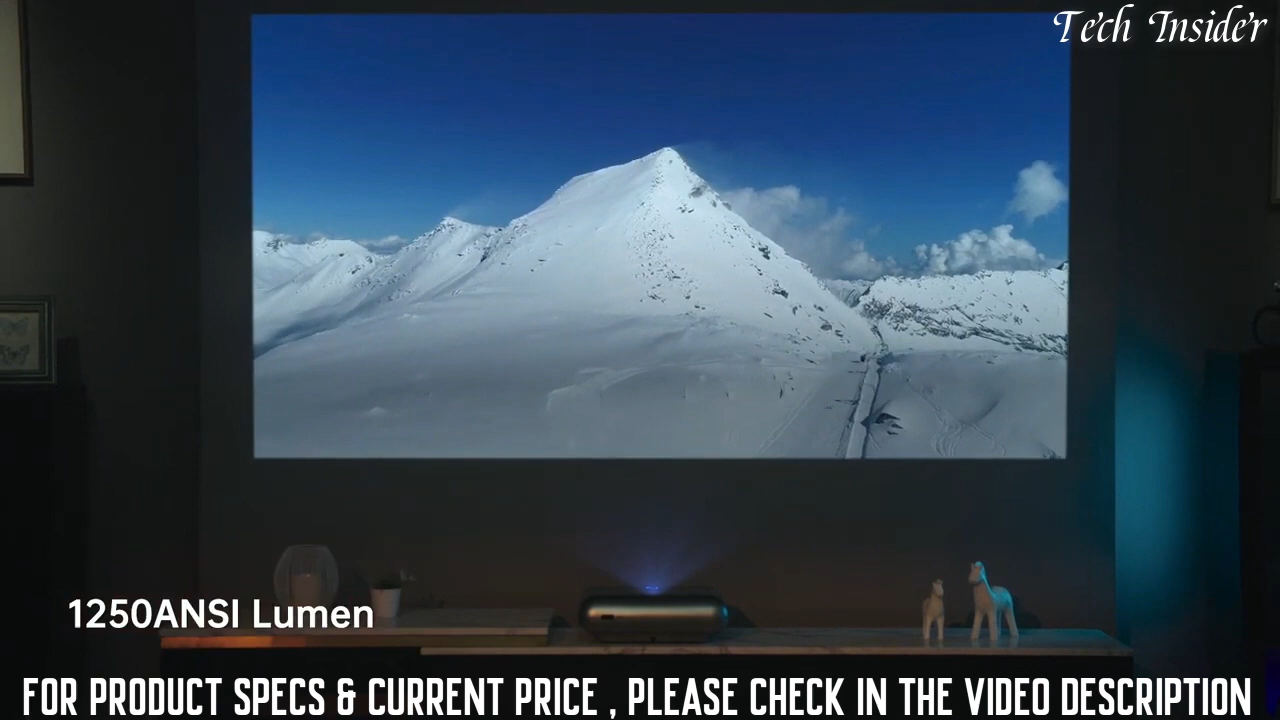 Tech Insider
1250ANSI Lumen
FOR PRODUCT SPECS & CURRENT PRICE , PLEASE CHECK IN THE VIDEO DESCRIPTION